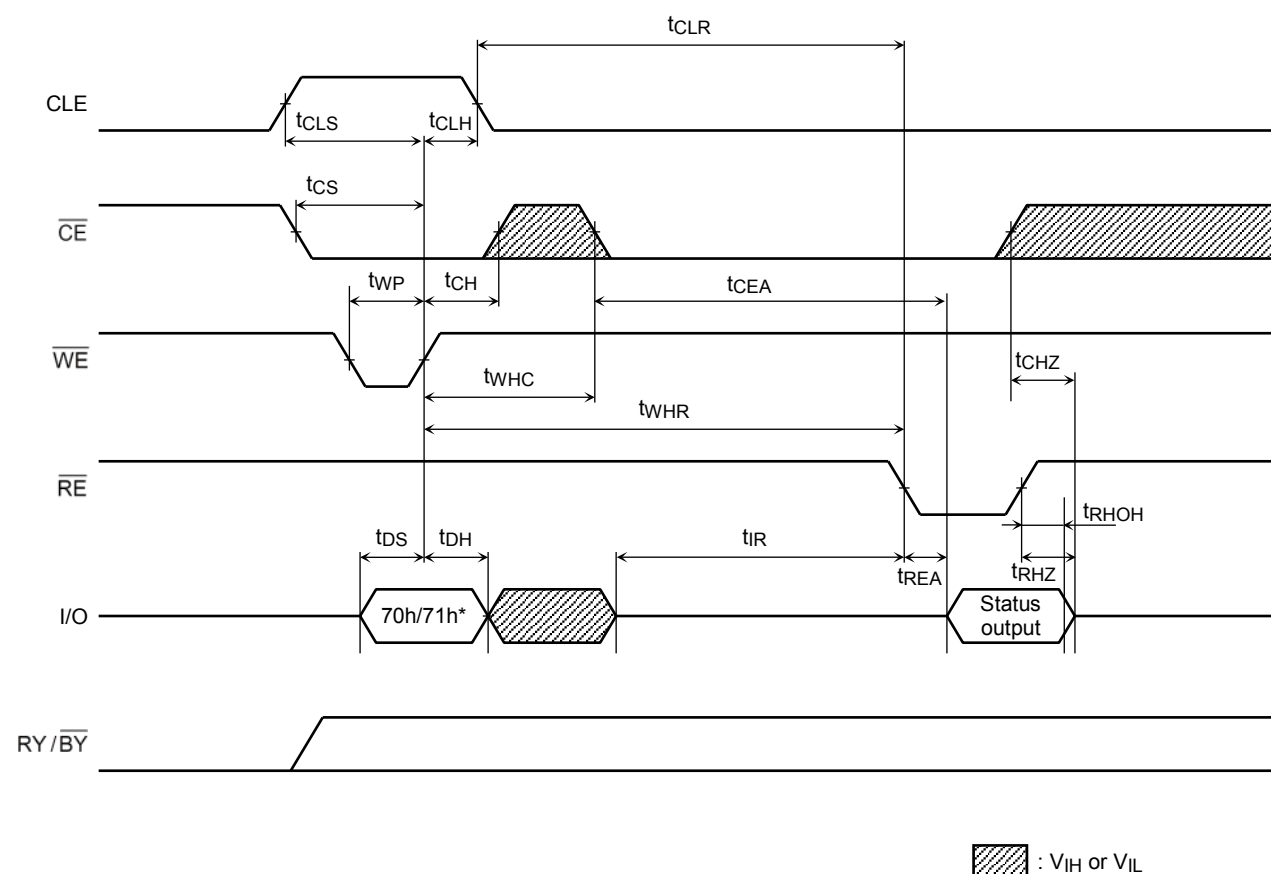 tCLR
CLE
tCLS
tCLH
tCS
CE
tWP
tCH
tCEA
WE
tCHZ
tWHC
tWHR
RE
tRHOH
tDS
tDH
tIR
tREA
tRHZ
I/O
70h/71h*
Status
output
RY/BY
: VIH or VIL